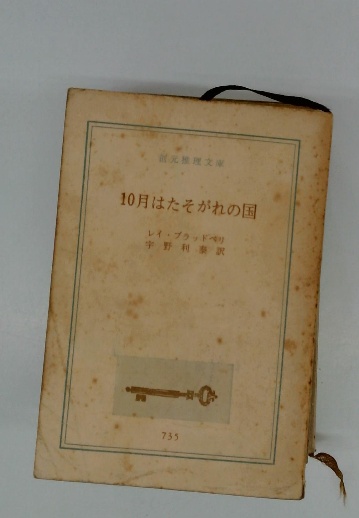 創元推理文庫
10月はたそがれの国
レイ・ブラッドベリ
宇野利泰訳
735